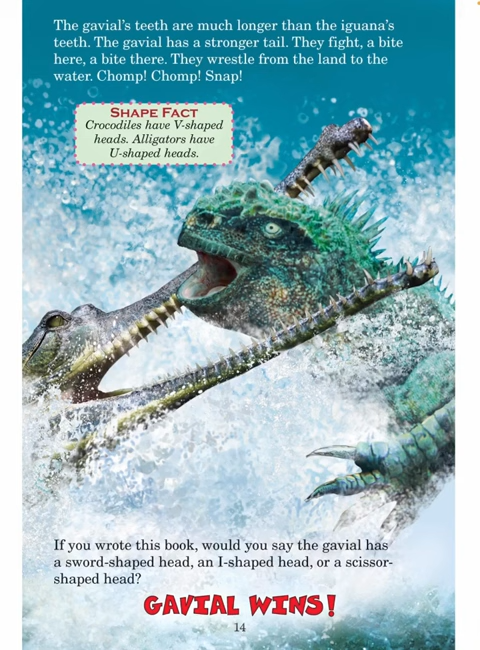 The gavial's teeth are much longer than the iguana's
teeth. The gavial has a stronger tail. They fight, a bite
here, a bite there. They wrestle from the land to the
water. Chomp! Chomp! Snap!
SHAPE FACT
Crocodiles have V-shaped
heads. Alligators have
U-shaped heads.
If you wrote this book, would you say the gavial has
a sword-shaped head, an I-shaped head, or a scissor-
shaped head?
GAVIAL WINS!
14